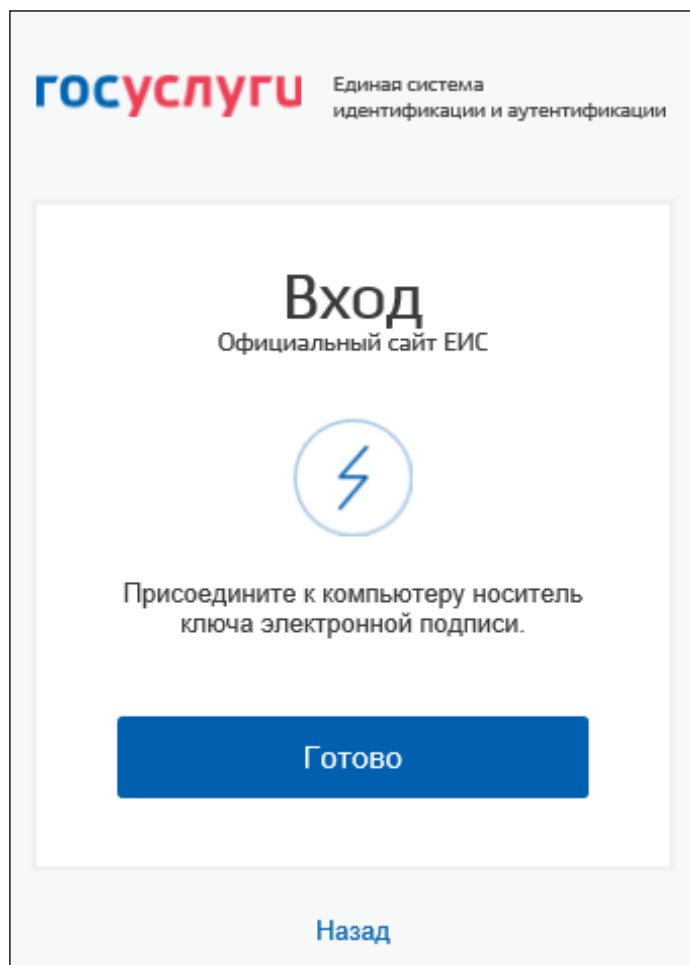 госуслуги
Единая система
идентификации и аутентификации
Вход
Официальный сайт ЕИС
Присоедините к компьютеру носитель
ключа электронной подписи.
Готово
Назад